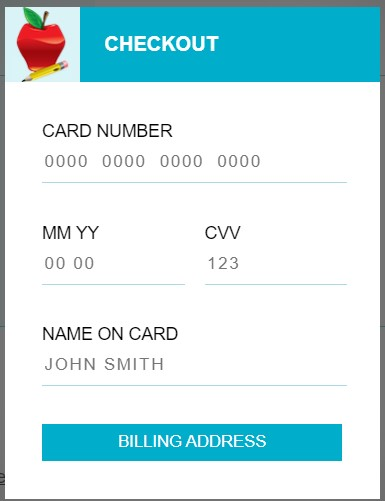 CHECKOUT
CARD NUMBER
0000 0000 0000 0000
MM YY CVV
00 00 123
NAME ON CARD
JOHN SMITH
BILLING ADDRESS